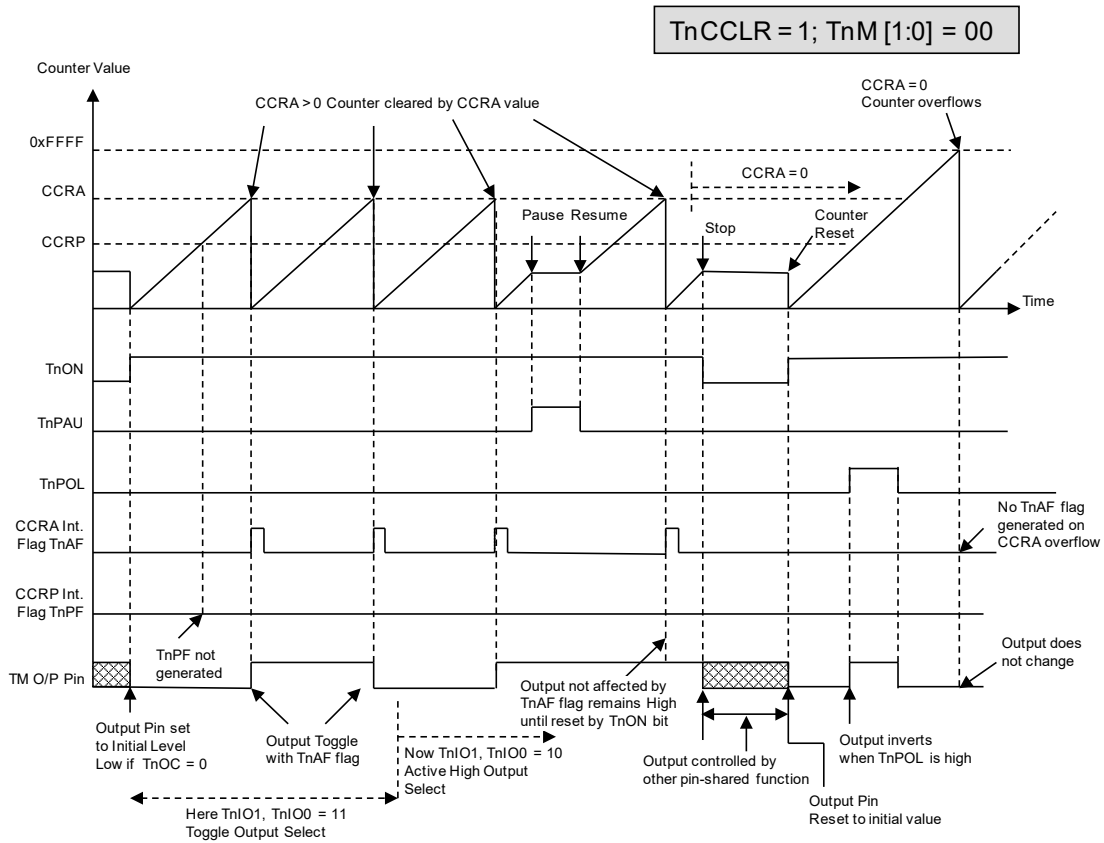 TnCCLR = 1; TnM [1:0] = 00
Counter Value
CCRA > 0 Counter cleared by CCRA value
CCRA = 0
Counter overflows
0xFFFF
CCRA = 0
CCRA
Pause Resume
Stop
Counter
Reset
CCRP
Time
TnON
TnPAU
TnPOL
No TnAF flag
generated on
CCRA overflow
CCRA Int.
Flag TnAF
CCRP Int.
Flag TnPF
TnPF not
generated
Output does
not change
TM O/P Pin
Output not affected by
TnAF flag remains High
until reset by TnON bit
Output Pin set
to Initial Level
Low if TnOC = 0
Output Toggle
with TnAF flag
Now TnIO1, TnIO0 = 10
Active High Output
Select
Output controlled by
other pin-shared function
Output inverts
when TnPOL is high
Output Pin
Reset to initial value
Here TnIO1, TnIO0 = 11
Toggle Output Select